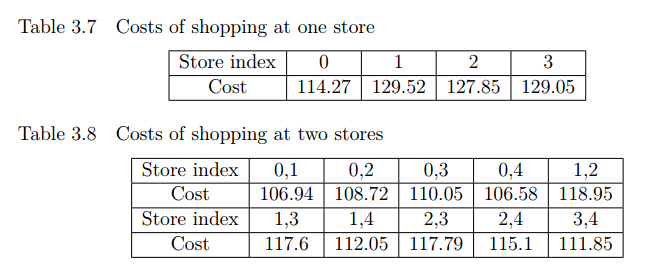 Table 3.7 Costs of shopping at one store
Store index 0 1 2 3
Cost 114.27 129.52 127.85 129.05
Table 3.8 Costs of shopping at two stores
Store index 0,1 0,2 0,3 0,4 1,2
Cost 106.94 108.72 110.05 106.58 118.95
Store index 1,3 1,4 2,3 2,4 3,4
Cost 117.6 112.05 117.79 115.1 111.85